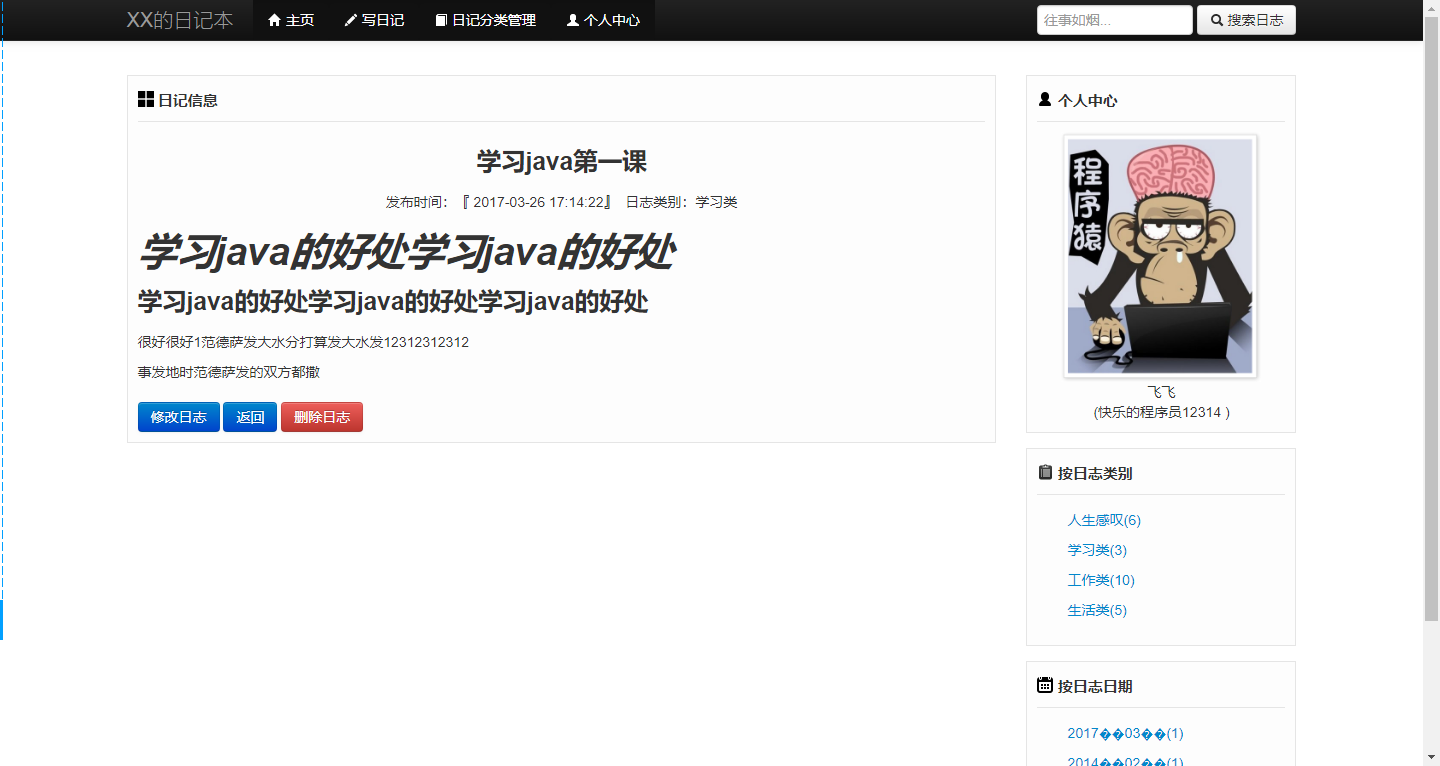 XX的日记本 主页 写日记 日记分类管理 个人中心 往事如烟... 搜索日志
日记信息
学习java第一课
发布时间：『 2017-03-26 17:14:22』 日志类别：学习类
学习java的好处学习java的好处
学习java的好处学习java的好处学习java的好处
很好很好1范德萨发大水分打算发大水发12312312312
事发地时范德萨发的双方都撒
修改日志 返回 删除日志
个人中心
程序猿
飞飞
(快乐的程序员12314 )
按日志类别
人生感叹(6)
学习类(3)
工作类(10)
生活类(5)
按日志日期
2017��03��(1)
2014��02��(1)